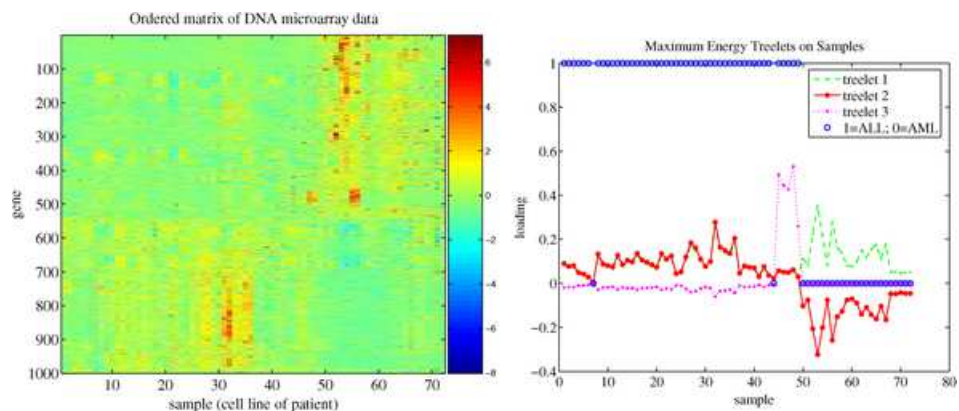 Ordered matrix of DNA microarray data
gene
100
200
300
400
500
600
700
800
900
1000
10 20 30 40 50 60 70
sample (cell line of patient)
6
4
2
0
-2
-4
-6
-8
Maximum Energy Treelets on Samples
loading
1
0.8
0.6
0.4
0.2
0
-0.2
-0.4
0 10 20 30 40 50 60 70 80
sample
treelet 1
treelet 2
treelet 3
1=ALL; 0=AML